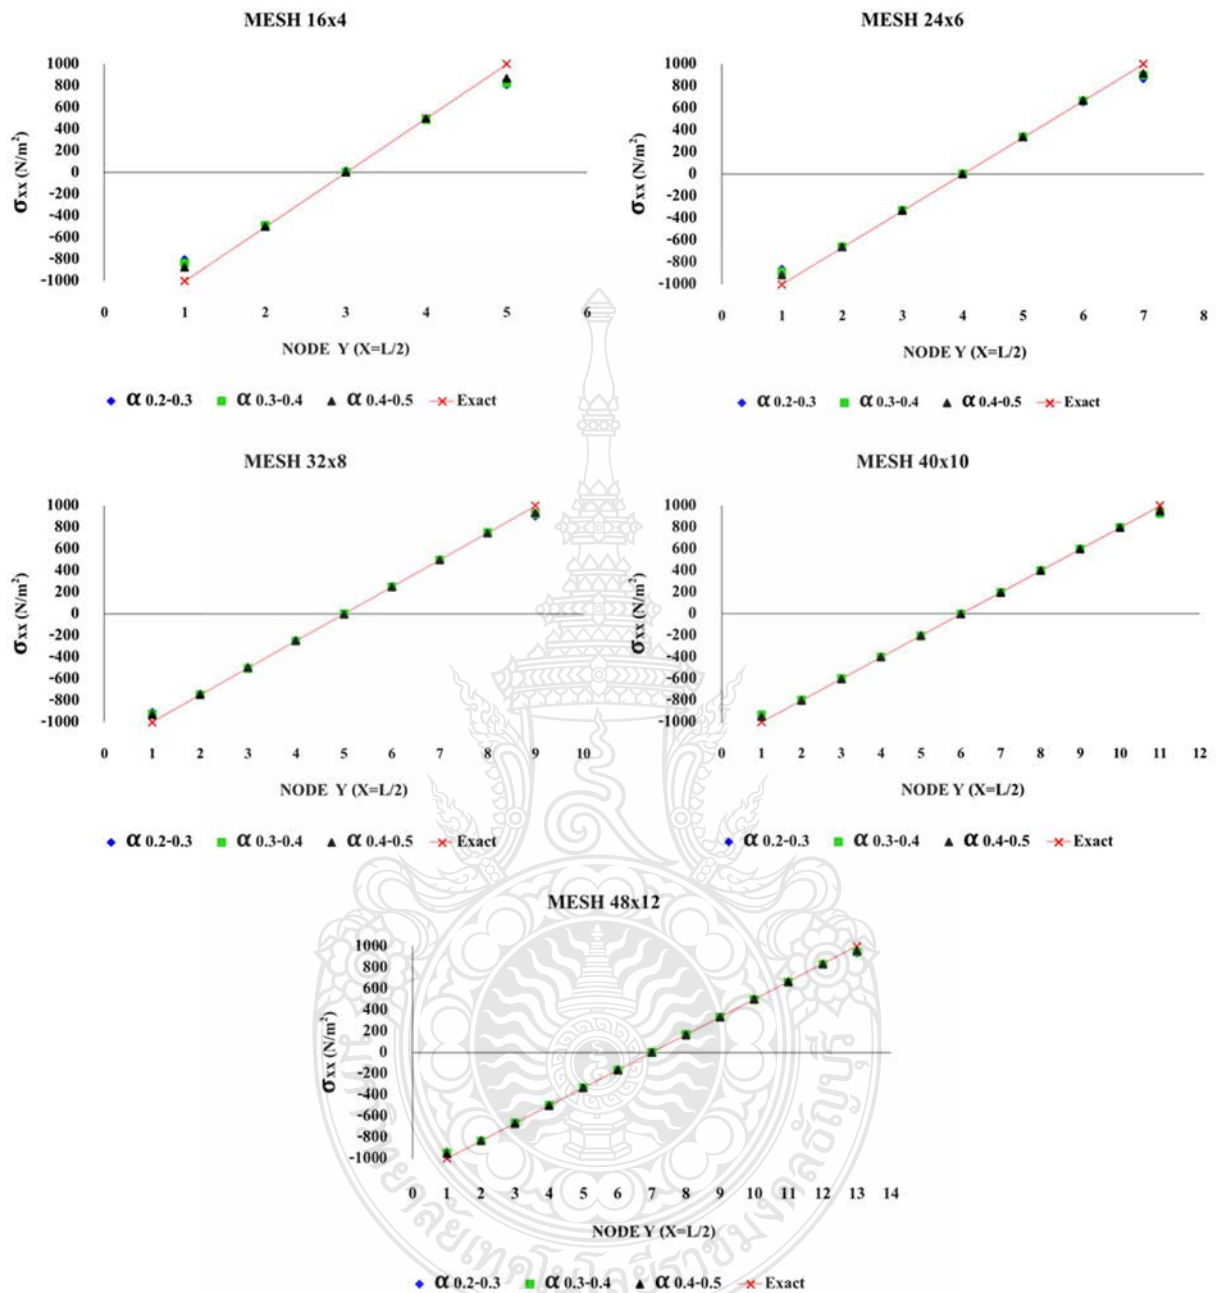 MESH 16x4
1000
800
600
400
200
0
-200
-400
-600
-800
-1000
σxx (N/m²)
0 1 2 3 4 5 6
NODE Y (X=L/2)
α 0.2-0.3 α 0.3-0.4 α 0.4-0.5 Exact
MESH 24x6
1000
800
600
400
200
0
-200
-400
-600
-800
-1000
σxx (N/m²)
0 1 2 3 4 5 6 7 8
NODE Y (X=L/2)
α 0.2-0.3 α 0.3-0.4 α 0.4-0.5 Exact
MESH 32x8
1000
800
600
400
200
0
-200
-400
-600
-800
-1000
σxx (N/m²)
0 1 2 3 4 5 6 7 8 9 10
NODE Y (X=L/2)
α 0.2-0.3 α 0.3-0.4 α 0.4-0.5 Exact
MESH 40x10
1000
800
600
400
200
0
-200
-400
-600
-800
-1000
σxx (N/m²)
0 1 2 3 4 5 6 7 8 9 10 11 12
NODE Y (X=L/2)
α 0.2-0.3 α 0.3-0.4 α 0.4-0.5 Exact
MESH 48x12
1000
800
600
400
200
0
-200
-400
-600
-800
-1000
σxx (N/m²)
0 1 2 3 4 5 6 7 8 9 10 11 12 13 14
NODE Y (X=L/2)
α 0.2-0.3 α 0.3-0.4 α 0.4-0.5 Exact